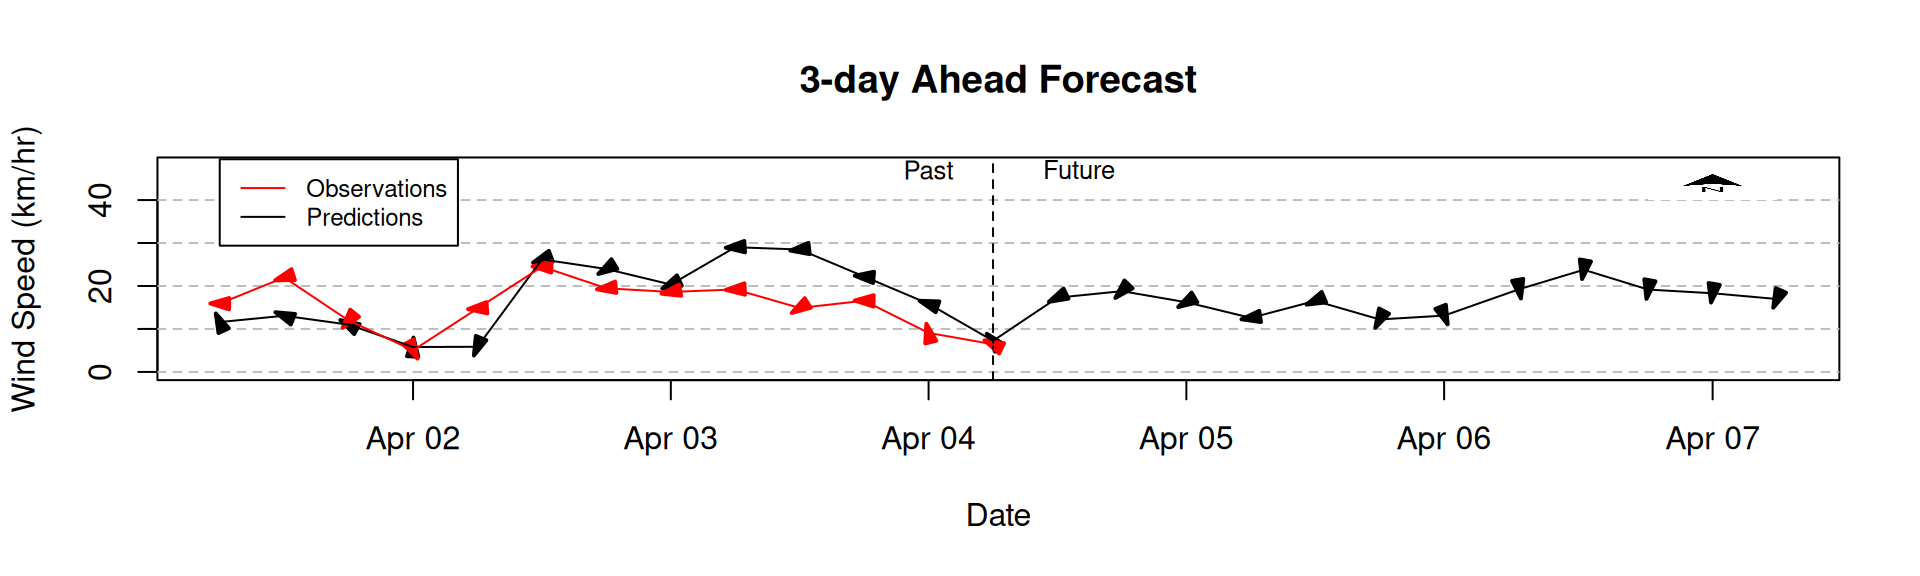 3-day Ahead Forecast
Wind Speed (km/hr)
40
20
0
Observations
Predictions
Past
Future
N
Apr 02
Apr 03
Apr 04
Apr 05
Apr 06
Apr 07
Date